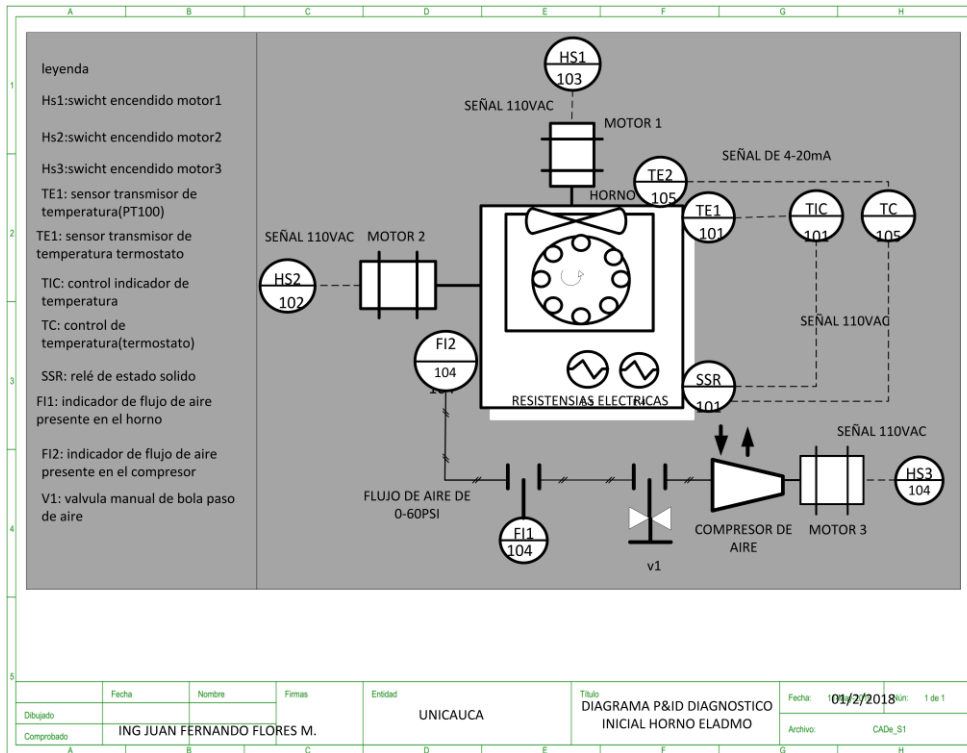 A B C D E F G H
1
2
3
4
5
leyenda
Hs1:swicht encendido motor1
Hs2:swicht encendido motor2
Hs3:swicht encendido motor3
TE1: sensor transmisor de
temperatura(PT100)
TE1: sensor transmisor de
temperatura termostato
TIC: control indicador de
temperatura
TC: control de
temperatura(termostato)
SSR: relé de estado solido
FI1: indicador de flujo de aire
presente en el horno
FI2: indicador de flujo de aire
presente en el compresor
V1: valvula manual de bola paso
de aire
HS1
103
SEÑAL 110VAC
MOTOR 1
SEÑAL DE 4-20mA
TE2
105
HORNO
TE1
101
TIC
101
TC
105
SEÑAL 110VAC
MOTOR 2
HS2
102
SEÑAL 110VAC
FI2
104
SSR
101
RESISTENSIAS ELECTRICAS
SEÑAL 110VAC
HS3
104
FLUJO DE AIRE DE
0-60PSI
FI1
104
v1
COMPRESOR DE
AIRE
MOTOR 3
Fecha Nombre Firmas Entidad Título
Dibujado
Comprobado
ING JUAN FERNANDO FLORES M.
UNICAUCA
DIAGRAMA P&ID DIAGNOSTICO
INICIAL HORNO ELADMO
Fecha: 01/2/2018 1 de 1
Archivo: CADe_S1
A B C D E F G H